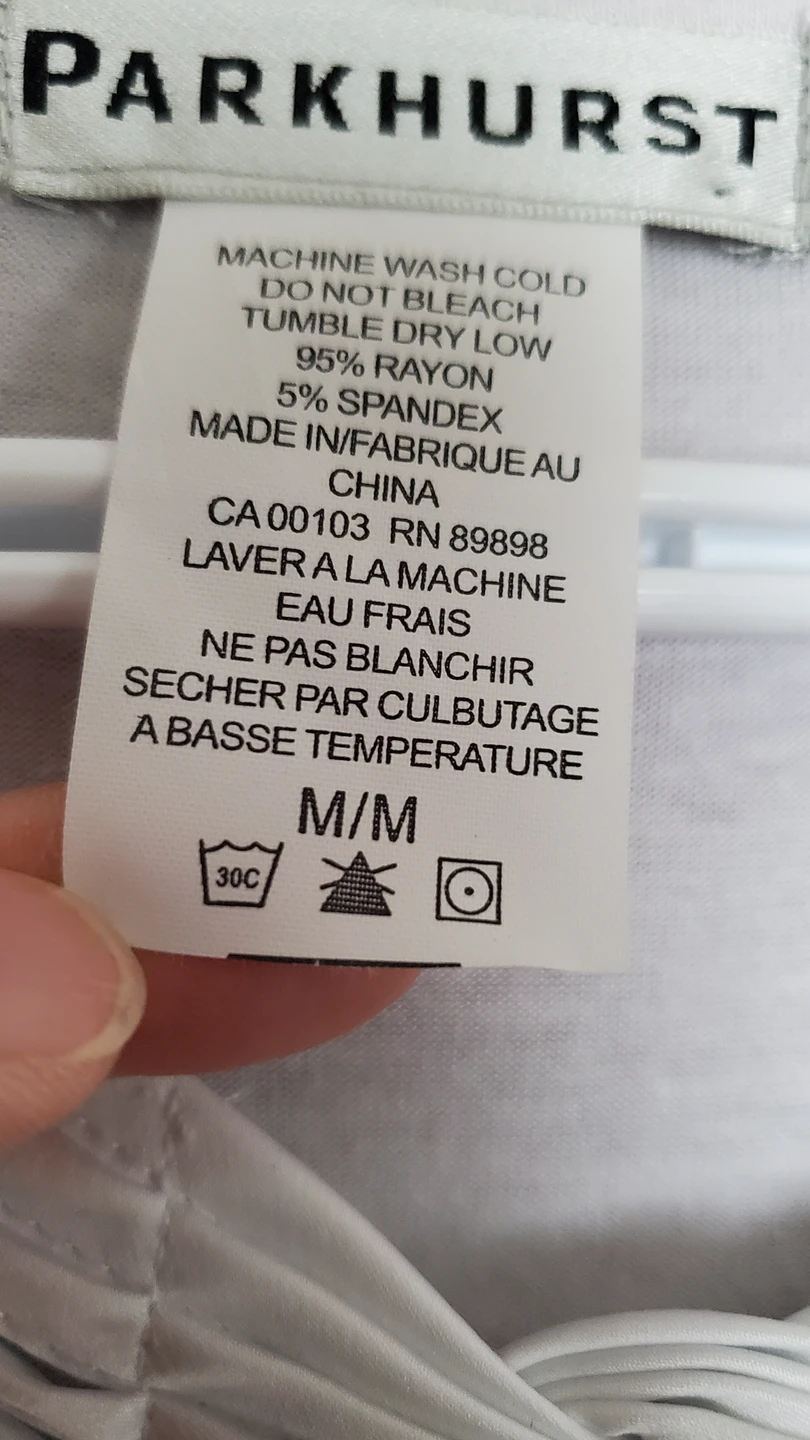 PARKHURST
MACHINE WASH COLD
DO NOT BLEACH
TUMBLE DRY LOW
95% RAYON
5% SPANDEX
MADE IN/FABRIQUE AU
CHINA
CA 00103 RN 89898
LAVER A LA MACHINE
EAU FRAIS
NE PAS BLANCHIR
SECHER PAR CULBUTAGE
A BASSE TEMPERATURE
M/M
30C